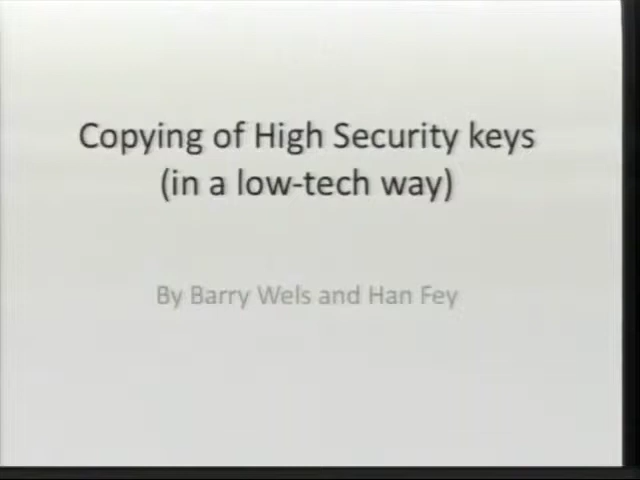 Copying of High Security keys
(in a low-tech way)
By Barry Wels and Han Fey